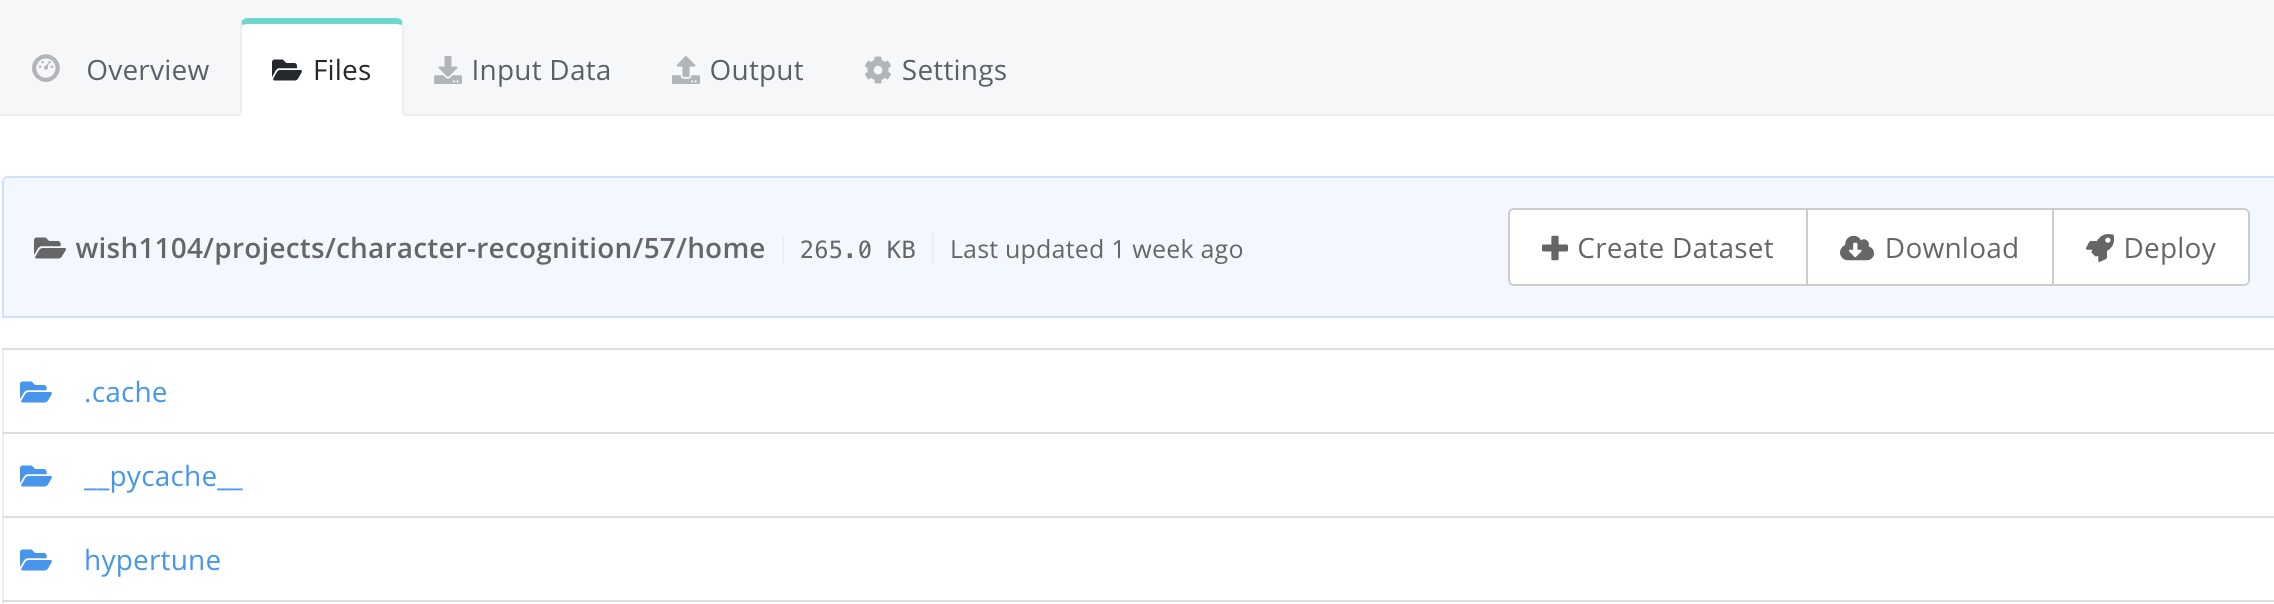 Overview Files Input Data Output Settings
wish1104/projects/character-recognition/57/home 265.0 KB Last updated 1 week ago Create Dataset Download Deploy
.cache
__pycache__
hypertune